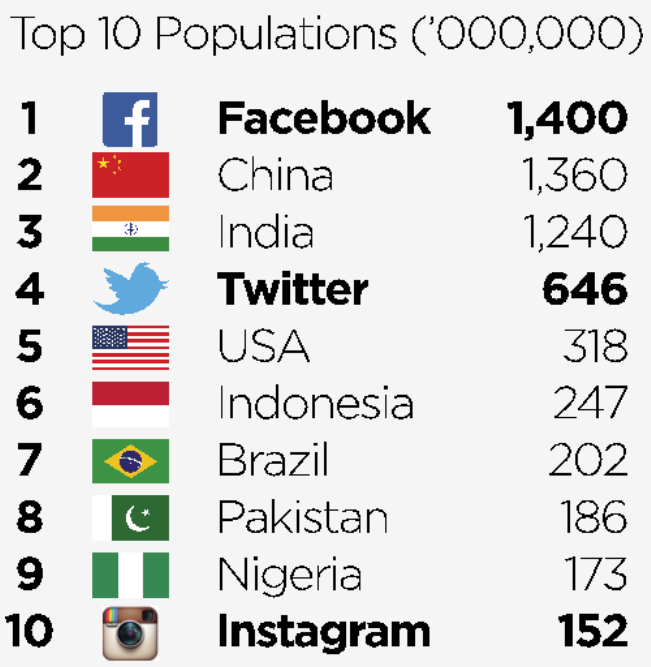 Top 10 Populations (’000,000)
1 Facebook 1,400
2 China 1,360
3 India 1,240
4 Twitter 646
5 USA 318
6 Indonesia 247
7 Brazil 202
8 Pakistan 186
9 Nigeria 173
10 Instagram 152